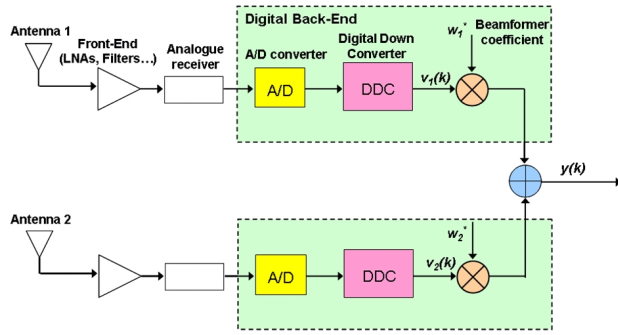 Digital Back-End
Antenna 1
Front-End
(LNAs, Filters...)
Analogue
receiver
A/D converter
Digital Down
Converter
w1*
Beamformer
coefficient
A/D
DDC
v1(k)
y(k)
Antenna 2
A/D
DDC
v2(k)
w2*